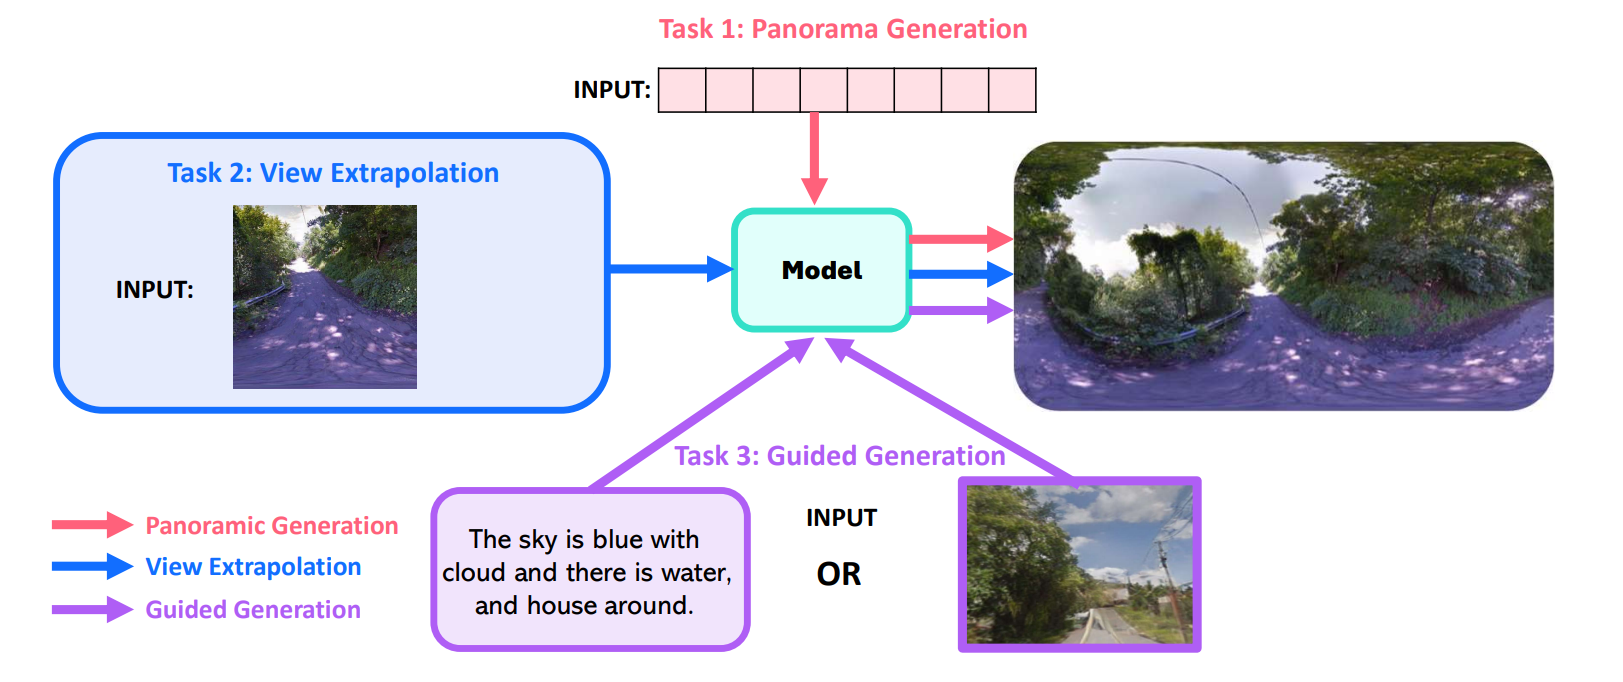 Task 1: Panorama Generation
INPUT:
Task 2: View Extrapolation
INPUT:
Model
Task 3: Guided Generation
The sky is blue with
cloud and there is water,
and house around.
INPUT
OR
Panoramic Generation
View Extrapolation
Guided Generation